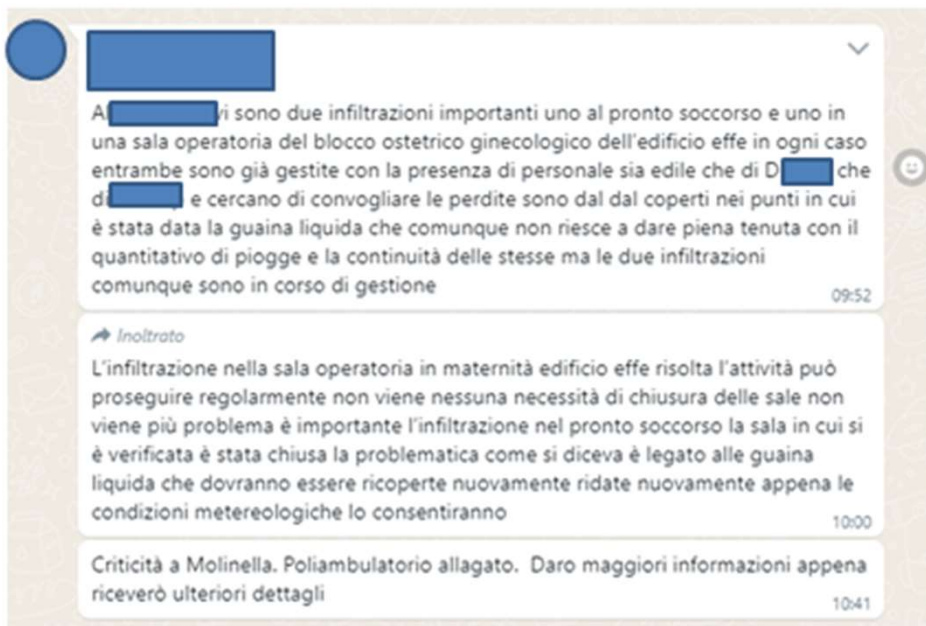 Al vi sono due infiltrazioni importanti uno al pronto soccorso e uno in
una sala operatoria del blocco ostetrico ginecologico dell'edificio effe in ogni caso
entrambe sono già gestite con la presenza di personale sia edile che di D che
di e cercano di convogliare le perdite sono dal dal coperti nei punti in cui
è stata data la guaina liquida che comunque non riesce a dare piena tenuta con il
quantitativo di piogge e la continuità delle stesse ma le due infiltrazioni
comunque sono in corso di gestione
09:52
Inoltrato
L'infiltrazione nella sala operatoria in maternità edificio effe risolta l'attività può
proseguire regolarmente non viene nessuna necessità di chiusura delle sale non
viene più problema è importante l'infiltrazione nel pronto soccorso la sala in cui si
è verificata è stata chiusa la problematica come si diceva è legato alle guaina
liquida che dovranno essere ricoperte nuovamente ridate nuovamente appena le
condizioni metereologiche lo consentiranno
10:00
Criticità a Molinella. Poliambulatorio allagato. Daro maggiori informazioni appena
riceverò ulteriori dettagli
10:41